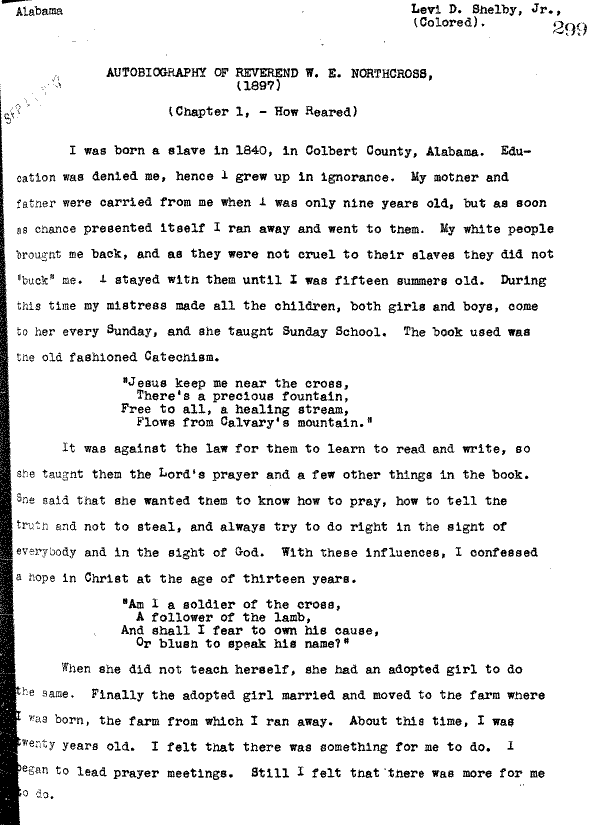 Alabama
Levi D. Shelby, Jr.,
(Colored).
299
AUTOBIOGRAPHY OF REVEREND W. E. NORTHCROSS,
(1897)
(Chapter 1, - How Reared)
I was born a slave in 1840, in Colbert County, Alabama. Edu-
cation was denied me, hence I grew up in ignorance. My motner and
fatner were carried from me when I was only nine years old, but as soon
as chance presented itself I ran away and went to them. My white people
brought me back, and as they were not cruel to their slaves they did not
"buck" me. I stayed with them until I was fifteen summers old. During
this time my mistress made all the children, both girls and boys, come
to her every Sunday, and she taught Sunday School. The book used was
tne old fashioned Catechism.
"Jesus keep me near the cross,
There's a precious fountain,
Free to all, a healing stream,
Flows from Calvary's mountain."
It was against the law for them to learn to read and write, so
she taught them the Lord's prayer and a few other things in the book.
She said that she wanted tnem to know how to pray, how to tell tne
truth and not to steal, and always try to do right in the sight of
everybody and in the sight of God. With these influences, I confessed
a hope in Christ at the age of thirteen years.
"Am I a soldier of the cross,
A follower of the lamb,
And shall I fear to own his cause,
Or blush to speak his name?"
When she did not teach herself, she had an adopted girl to do
the same. Finally the adopted girl married and moved to the farm where
I was born, the farm from which I ran away. About this time, I was
twenty years old. I felt that there was something for me to do. I
began to lead prayer meetings. Still I felt tnat there was more for me
to do.